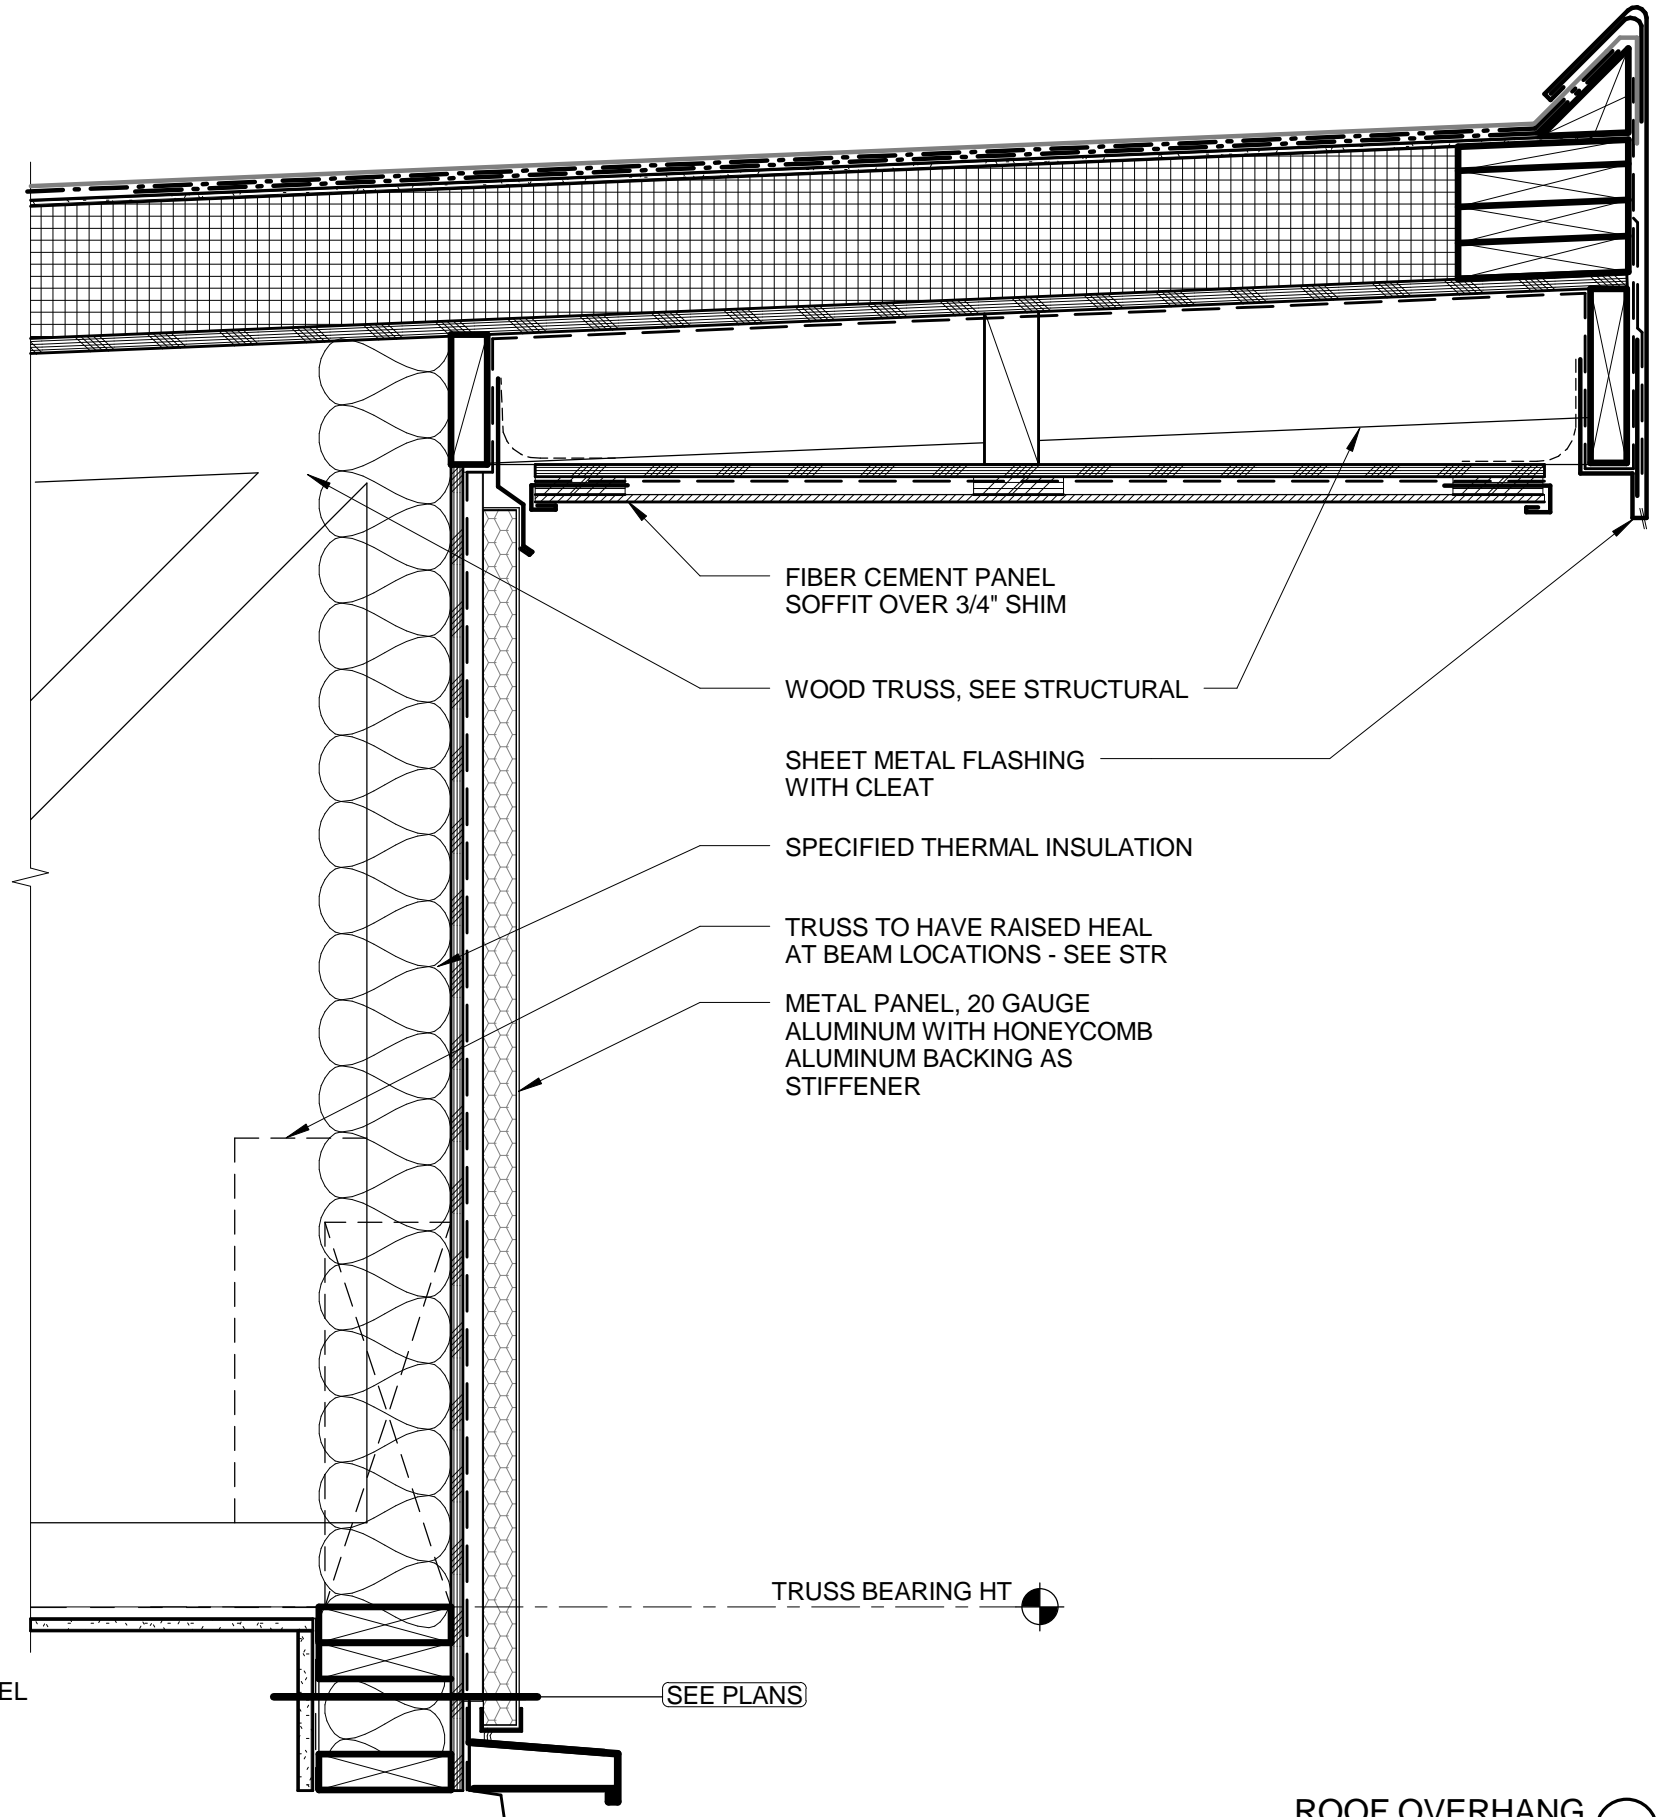 FIBER CEMENT PANEL
SOFFIT OVER 3/4" SHIM
WOOD TRUSS, SEE STRUCTURAL
SHEET METAL FLASHING
WITH CLEAT
SPECIFIED THERMAL INSULATION
TRUSS TO HAVE RAISED HEAL
AT BEAM LOCATIONS - SEE STR
METAL PANEL, 20 GAUGE
ALUMINUM WITH HONEYCOMB
ALUMINUM BACKING AS
STIFFENER
TRUSS BEARING HT
EL
SEE PLANS
ROOF OVERHANG